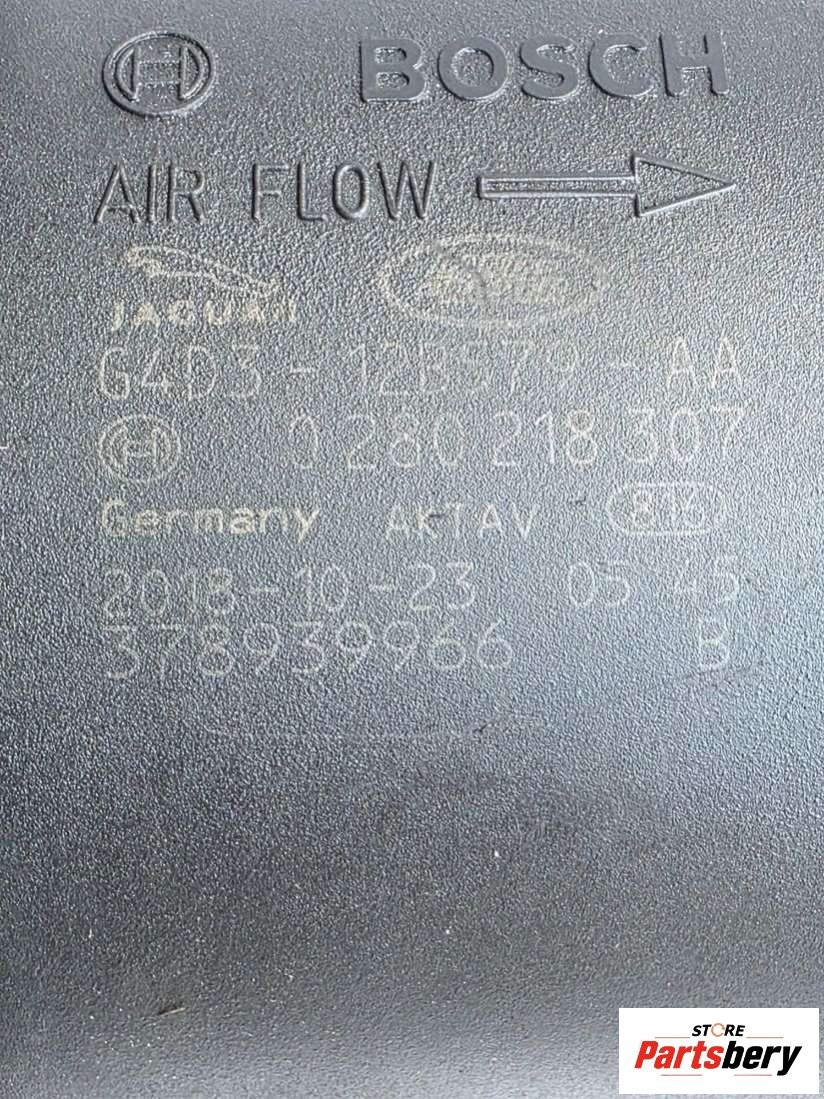 BOSCH
AIR FLOW
JAGUAR
G4D3-12B579-AA
0 280 218 307
Germany AKTAV 816
2018-10-23 05 45
378939966 B
STORE
Partsbery